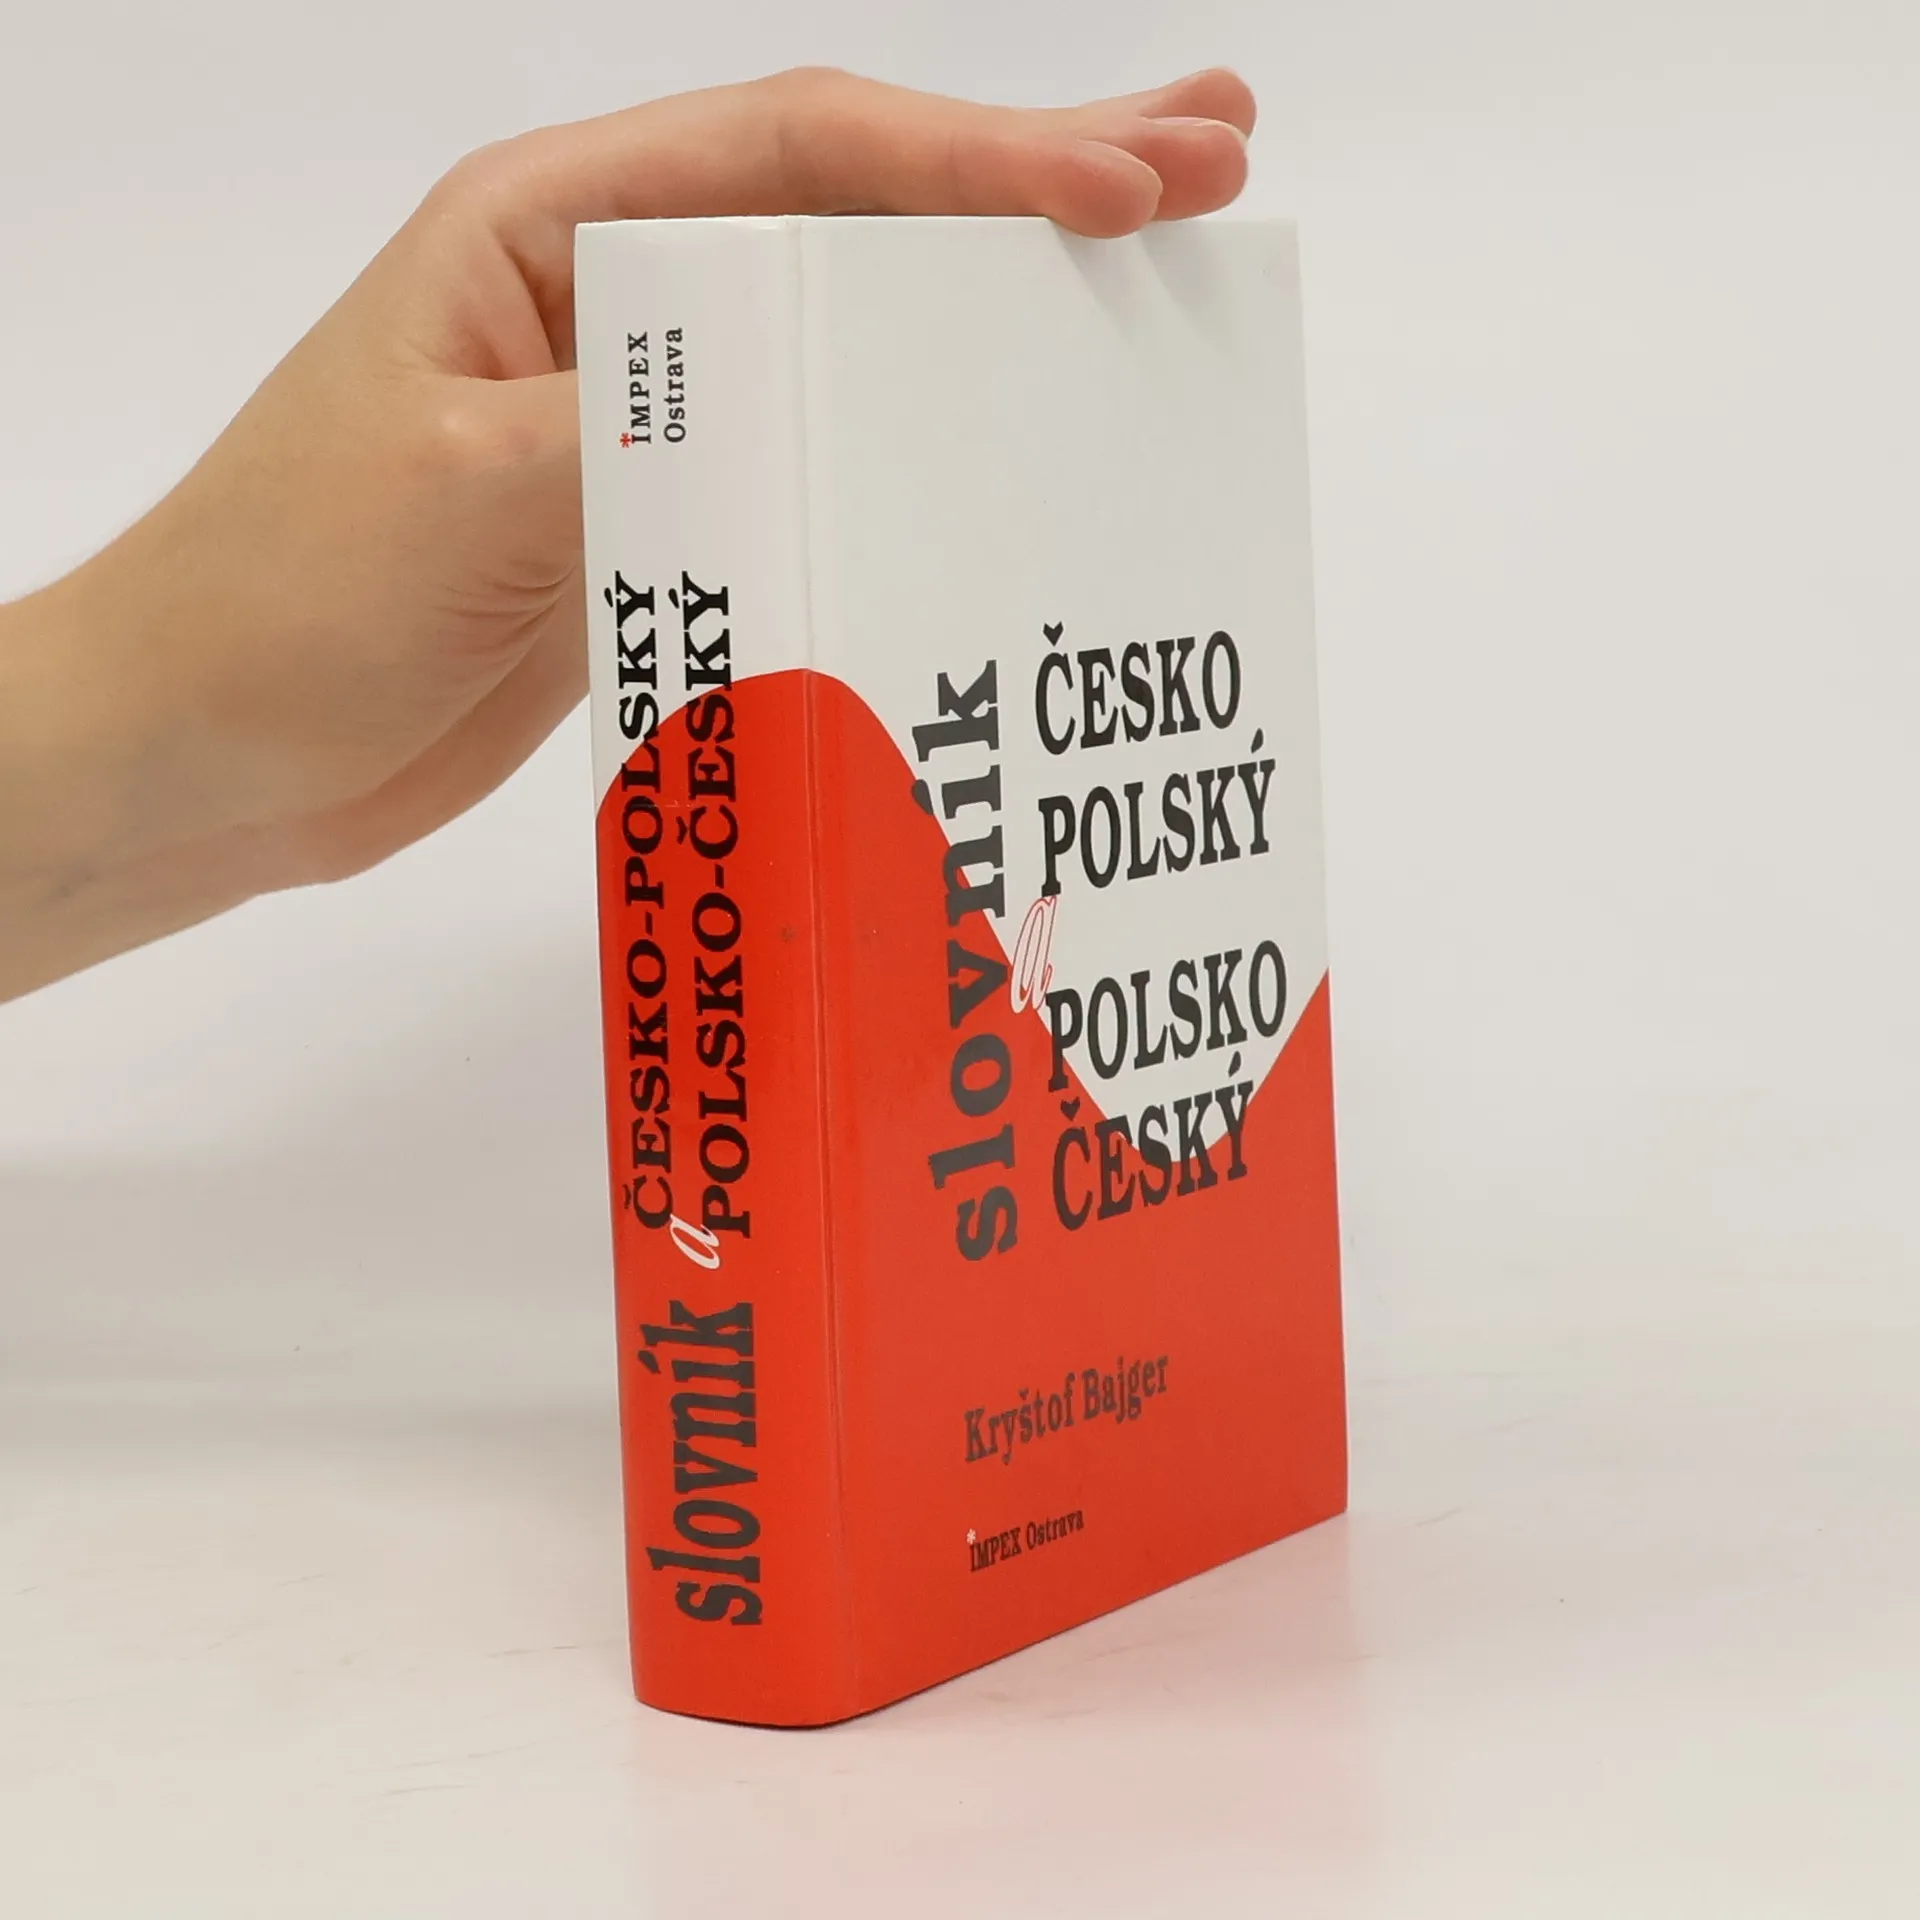 *IMPEX
Ostrava
ČESKO-POLSKÝ
a
POLSKO-ČESKÝ
slovník
slovník
ČESKO
POLSKÝ
a
POLSKO
ČESKÝ
Kryštof Bajger
*IMPEX Ostrava